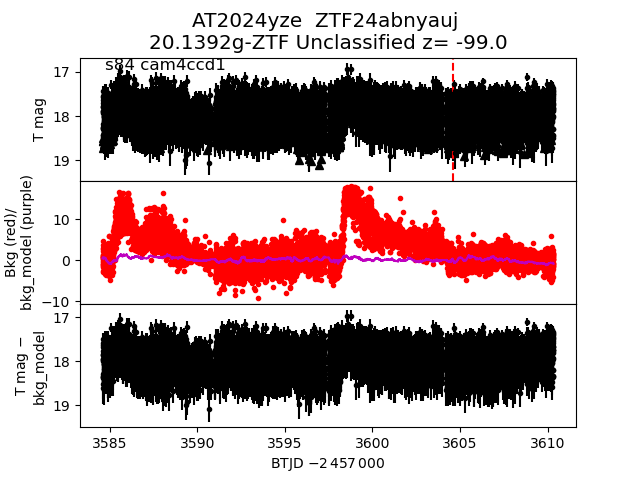 AT2024yze  ZTF24abnyauj
20.1392g-ZTF Unclassified z= -99.0
s84 cam4ccd1
T mag
17
18
19
Bkg (red)/
bkg_model (purple)
10
0
−10
T mag −
bkg_model
17
18
19
3585 3590 3595 3600 3605 3610
BTJD −2 457 000